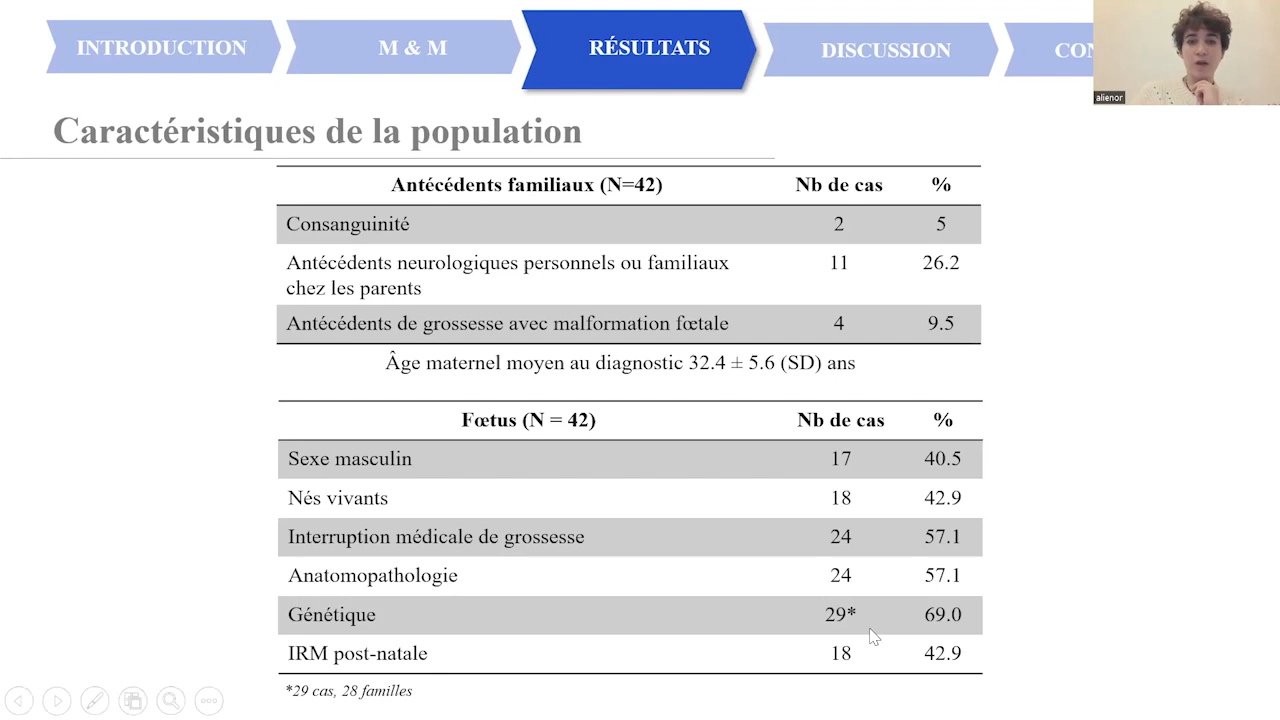 INTRODUCTION
M & M
RÉSULTATS
DISCUSSION
CON
alienor
Caractéristiques de la population
Antécédents familiaux (N=42) Nb de cas %
Consanguinité 2 5
Antécédents neurologiques personnels ou familiaux 11 26.2
chez les parents
Antécédents de grossesse avec malformation fœtale 4 9.5
Âge maternel moyen au diagnostic 32.4 ± 5.6 (SD) ans
Fœtus (N = 42) Nb de cas %
Sexe masculin 17 40.5
Nés vivants 18 42.9
Interruption médicale de grossesse 24 57.1
Anatomopathologie 24 57.1
Génétique 29* 69.0
IRM post-natale 18 42.9
*29 cas, 28 familles